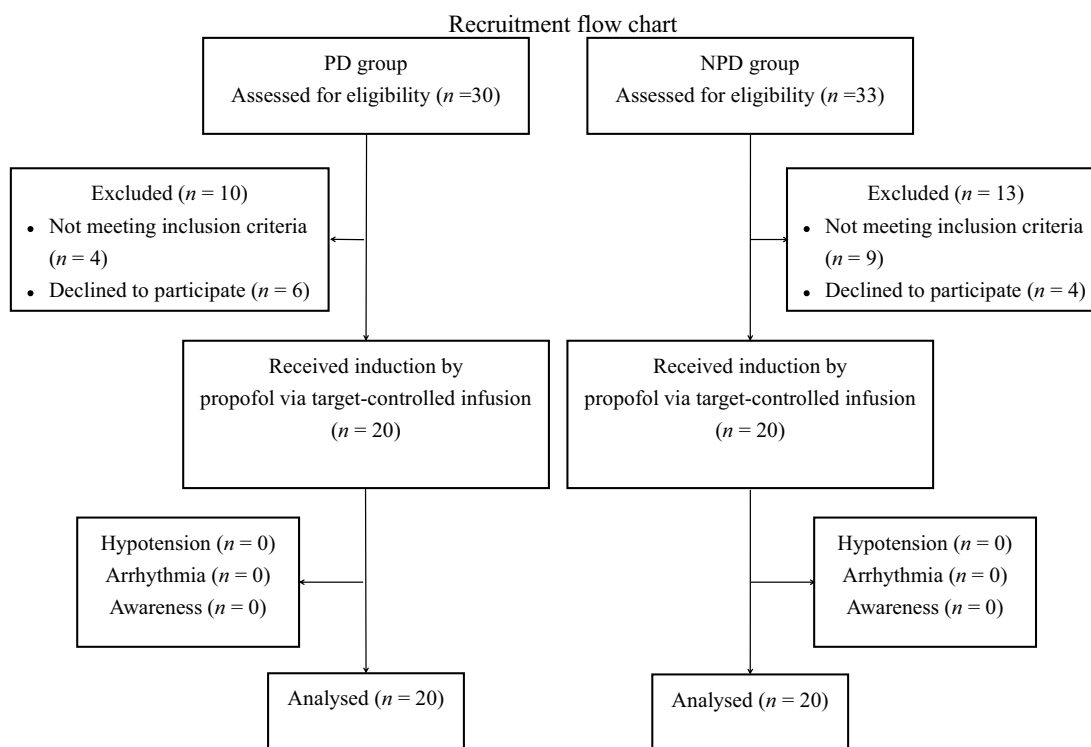 Recruitment flow chart
PD group
Assessed for eligibility (n =30)
NPD group
Assessed for eligibility (n =33)
Excluded (n = 10)
• Not meeting inclusion criteria
(n = 4)
• Declined to participate (n = 6)
Excluded (n = 13)
• Not meeting inclusion criteria
(n = 9)
• Declined to participate (n = 4)
Received induction by
propofol via target-controlled infusion
(n = 20)
Received induction by
propofol via target-controlled infusion
(n = 20)
Hypotension (n = 0)
Arrhythmia (n = 0)
Awareness (n = 0)
Hypotension (n = 0)
Arrhythmia (n = 0)
Awareness (n = 0)
Analysed (n = 20)
Analysed (n = 20)